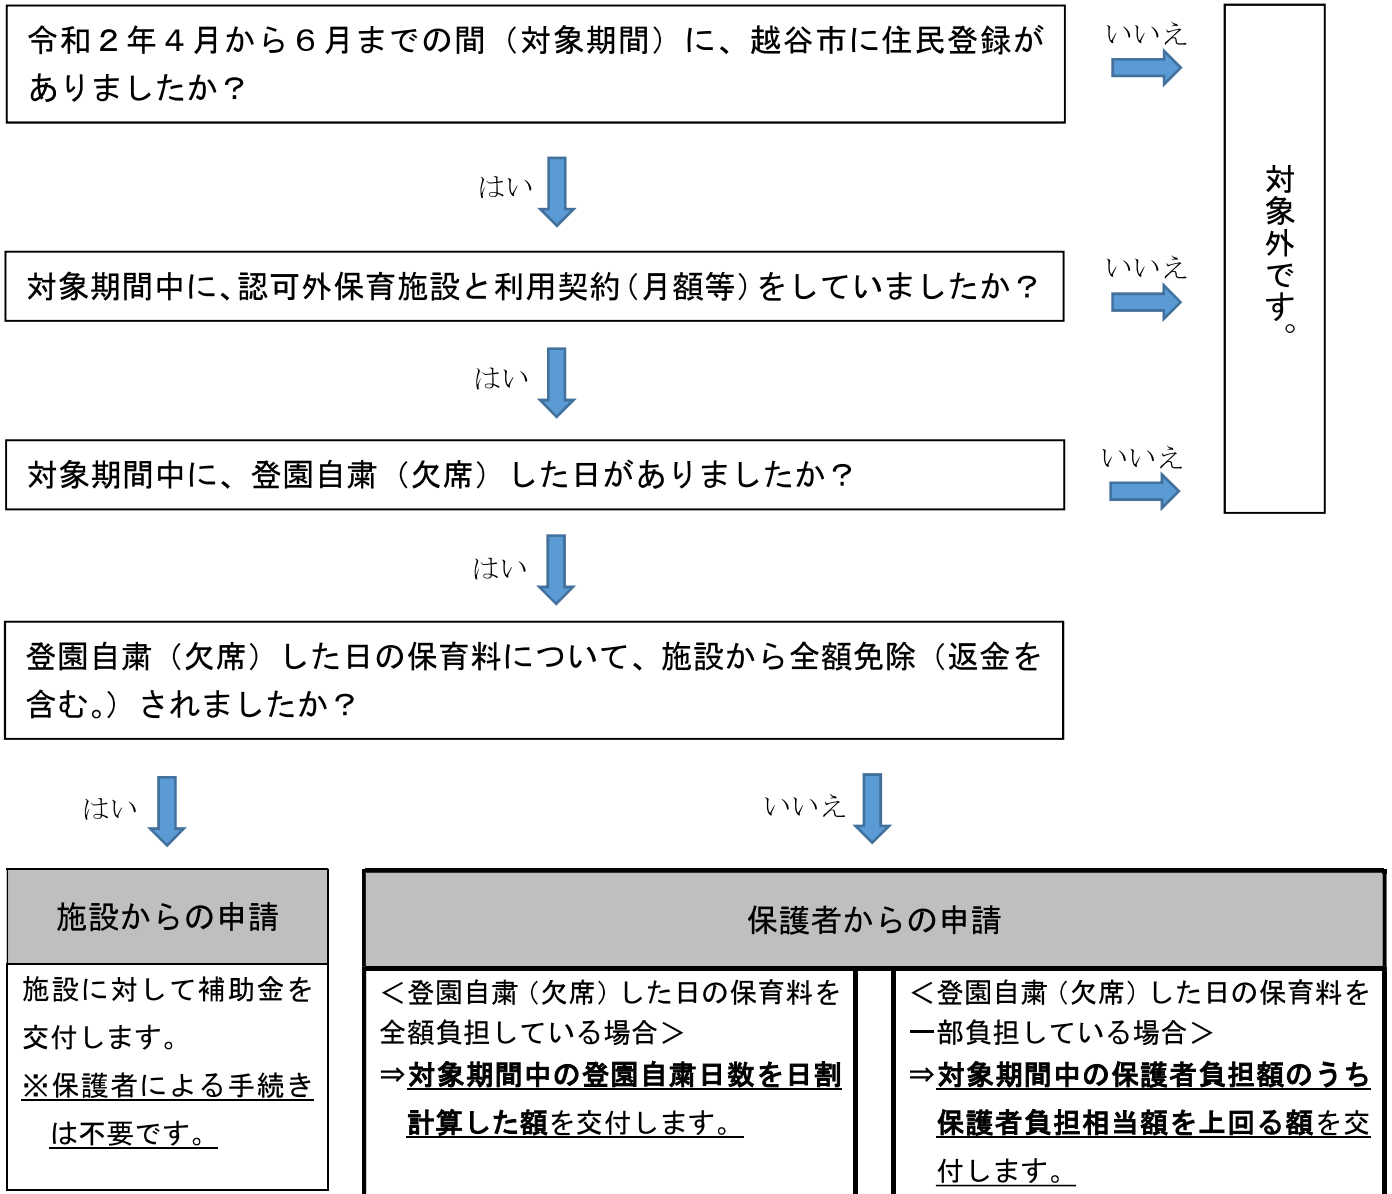 令和２年４月から６月までの間（対象期間）に、越谷市に住民登録が
ありましたか？
いいえ
はい
対象期間中に、認可外保育施設と利用契約（月額等）をしていましたか？
いいえ
はい
対象期間中に、登園自粛（欠席）した日がありましたか？
いいえ
対象外です。
はい
登園自粛（欠席）した日の保育料について、施設から全額免除（返金を
含む。）されましたか？
はい
いいえ
施設からの申請
施設に対して補助金を
交付します。
※保護者による手続き
は不要です。
保護者からの申請
＜登園自粛（欠席）した日の保育料を
全額負担している場合＞
⇒対象期間中の登園自粛日数を日割
計算した額を交付します。
＜登園自粛（欠席）した日の保育料を
一部負担している場合＞
⇒対象期間中の保護者負担額のうち
保護者負担相当額を上回る額を交
付します。